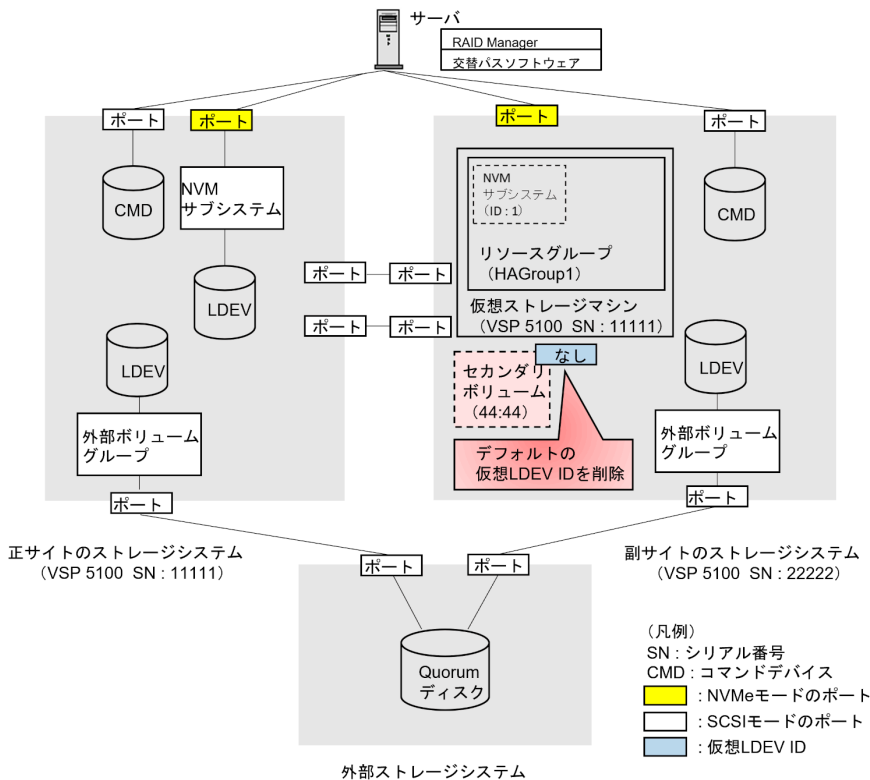 サーバ
RAID Manager
交替パスソフトウェア
ポート
ポート
ポート
ポート
CMD
NVM
サブシステム
LDEV
LDEV
外部ボリューム
グループ
ポート
ポート
ポート
ポート
ポート
NVM
サブシステム
（ID : 1）
リソースグループ
（HAGroup1）
仮想ストレージマシン
（VSP 5100 SN : 11111）
CMD
なし
セカンダリ
ボリューム
（44:44）
デフォルトの
仮想LDEV IDを削除
LDEV
外部ボリューム
グループ
ポート
正サイトのストレージシステム
（VSP 5100 SN : 11111）
副サイトのストレージシステム
（VSP 5100 SN : 22222）
ポート
ポート
Quorum
ディスク
外部ストレージシステム
（凡例）
SN : シリアル番号
CMD : コマンドデバイス
: NVMeモードのポート
: SCSIモードのポート
: 仮想LDEV ID